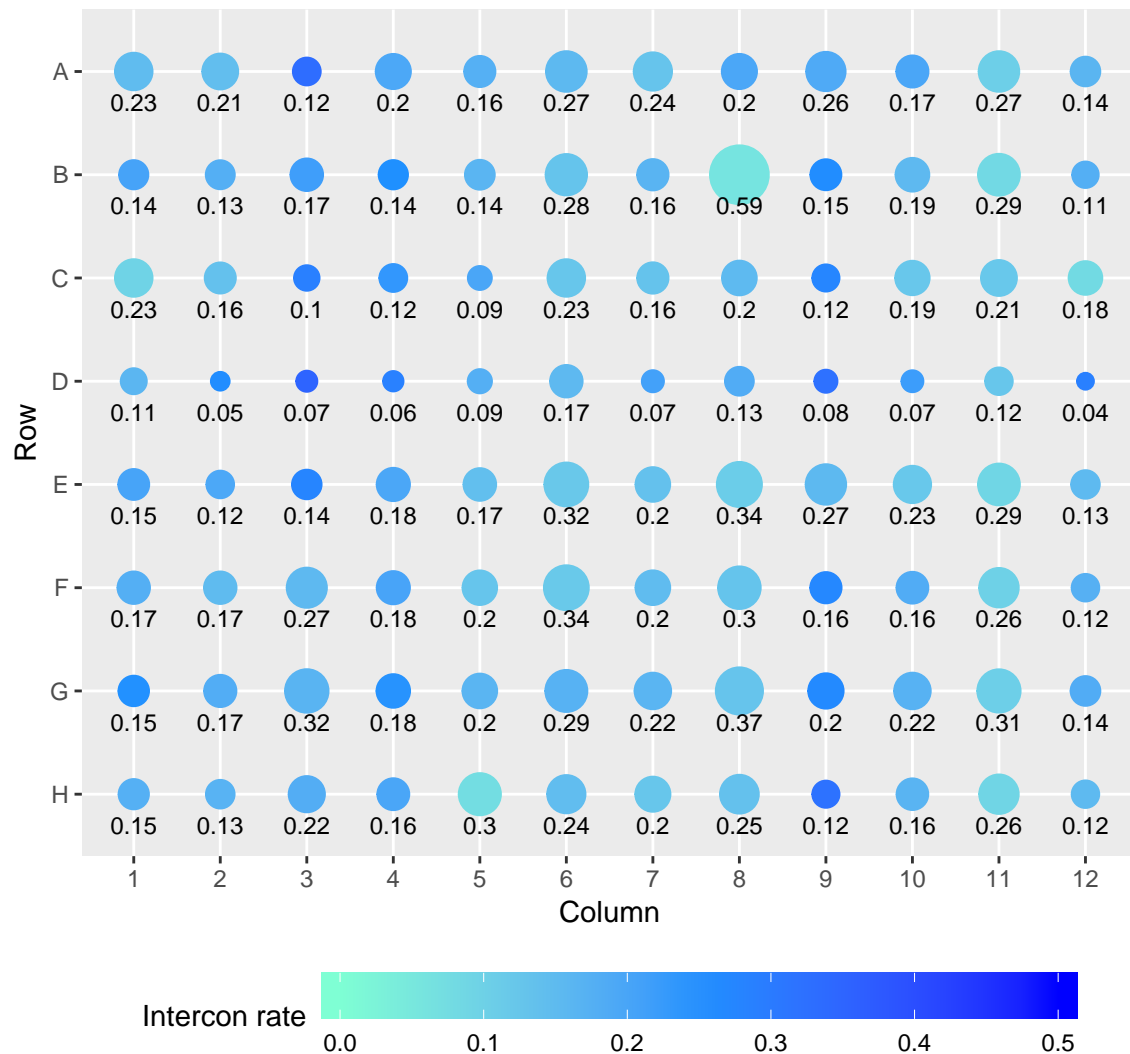 A
0.23 0.21 0.12 0.2 0.16 0.27 0.24 0.2 0.26 0.17 0.27 0.14
B
0.14 0.13 0.17 0.14 0.14 0.28 0.16 0.59 0.15 0.19 0.29 0.11
C
0.23 0.16 0.1 0.12 0.09 0.23 0.16 0.2 0.12 0.19 0.21 0.18
D
0.11 0.05 0.07 0.06 0.09 0.17 0.07 0.13 0.08 0.07 0.12 0.04
Row
E
0.15 0.12 0.14 0.18 0.17 0.32 0.2 0.34 0.27 0.23 0.29 0.13
F
0.17 0.17 0.27 0.18 0.2 0.34 0.2 0.3 0.16 0.16 0.26 0.12
G
0.15 0.17 0.32 0.18 0.2 0.29 0.22 0.37 0.2 0.22 0.31 0.14
H
0.15 0.13 0.22 0.16 0.3 0.24 0.2 0.25 0.12 0.16 0.26 0.12
1 2 3 4 5 6 7 8 9 10 11 12
Column
Intercon rate
0.0 0.1 0.2 0.3 0.4 0.5